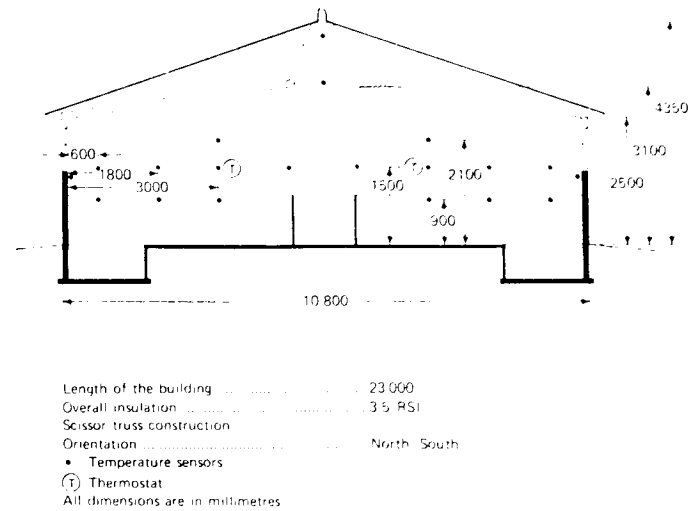 4350
600
3100
1800
2100
3000
1500
2500
900
10 800
Length of the building 23 000
Overall insulation 3.5 RSI
Scissor truss construction
Orientation North South
• Temperature sensors
T Thermostat
All dimensions are in millimetres
T
T